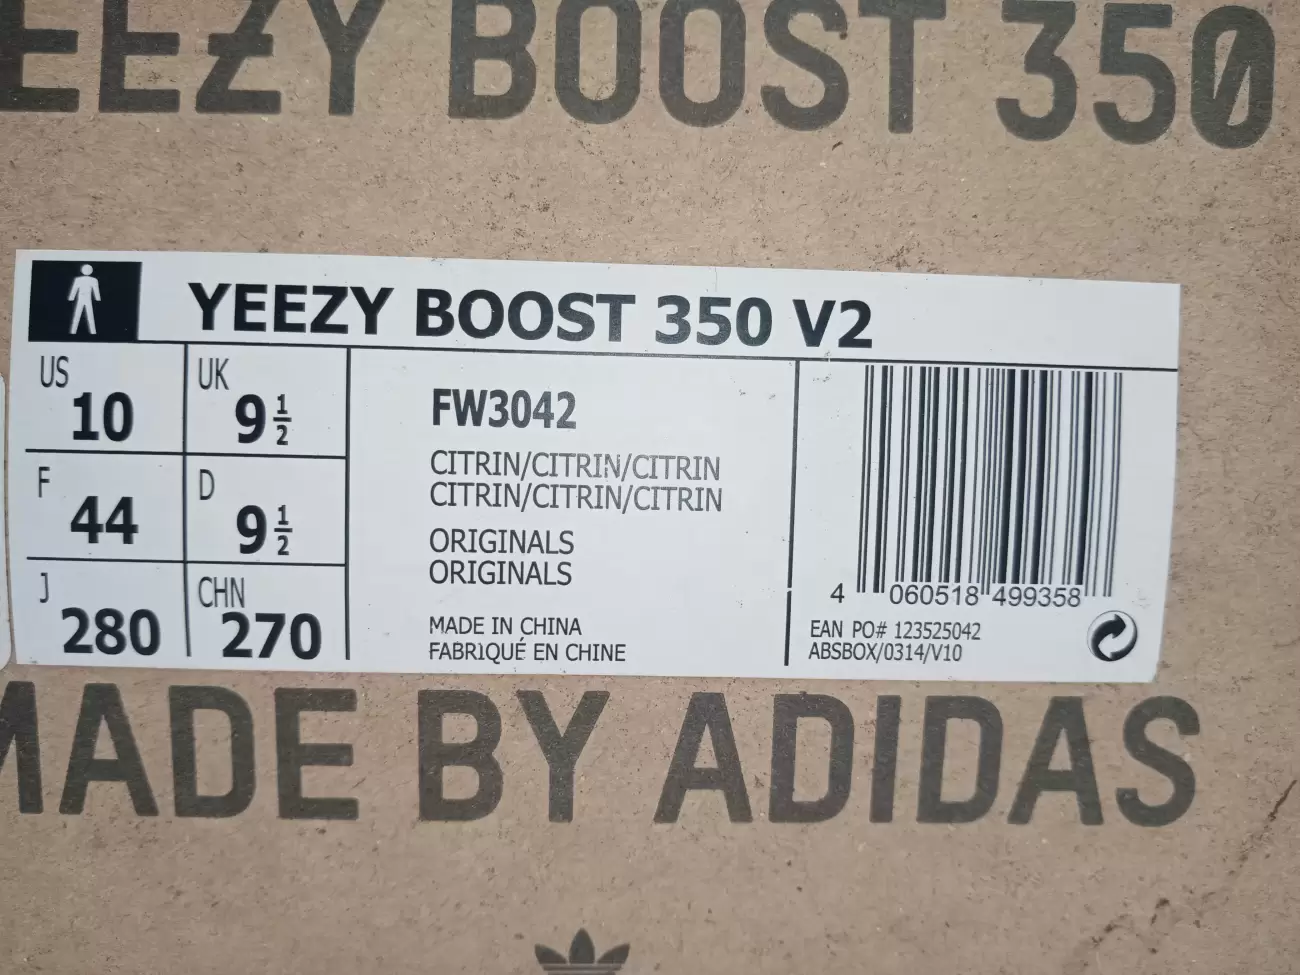 EEZY BOOST 350
YEEZY BOOST 350 V2
US
10
UK
9 1/2
F
44
D
9 1/2
J
280
CHN
270
FW3042
CITRIN/CITRIN/CITRIN
CITRIN/CITRIN/CITRIN
ORIGINALS
ORIGINALS
MADE IN CHINA
FABRIQUÉ EN CHINE
4 060518 499358
EAN PO# 123525042
ABSBOX/0314/V10
MADE BY ADIDAS